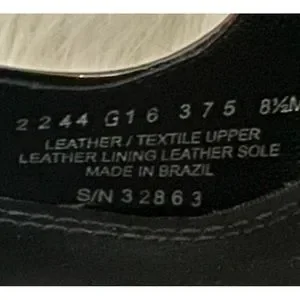 2244 G16 375 8½M
LEATHER / TEXTILE UPPER
LEATHER LINING LEATHER SOLE
MADE IN BRAZIL
S/N 32863